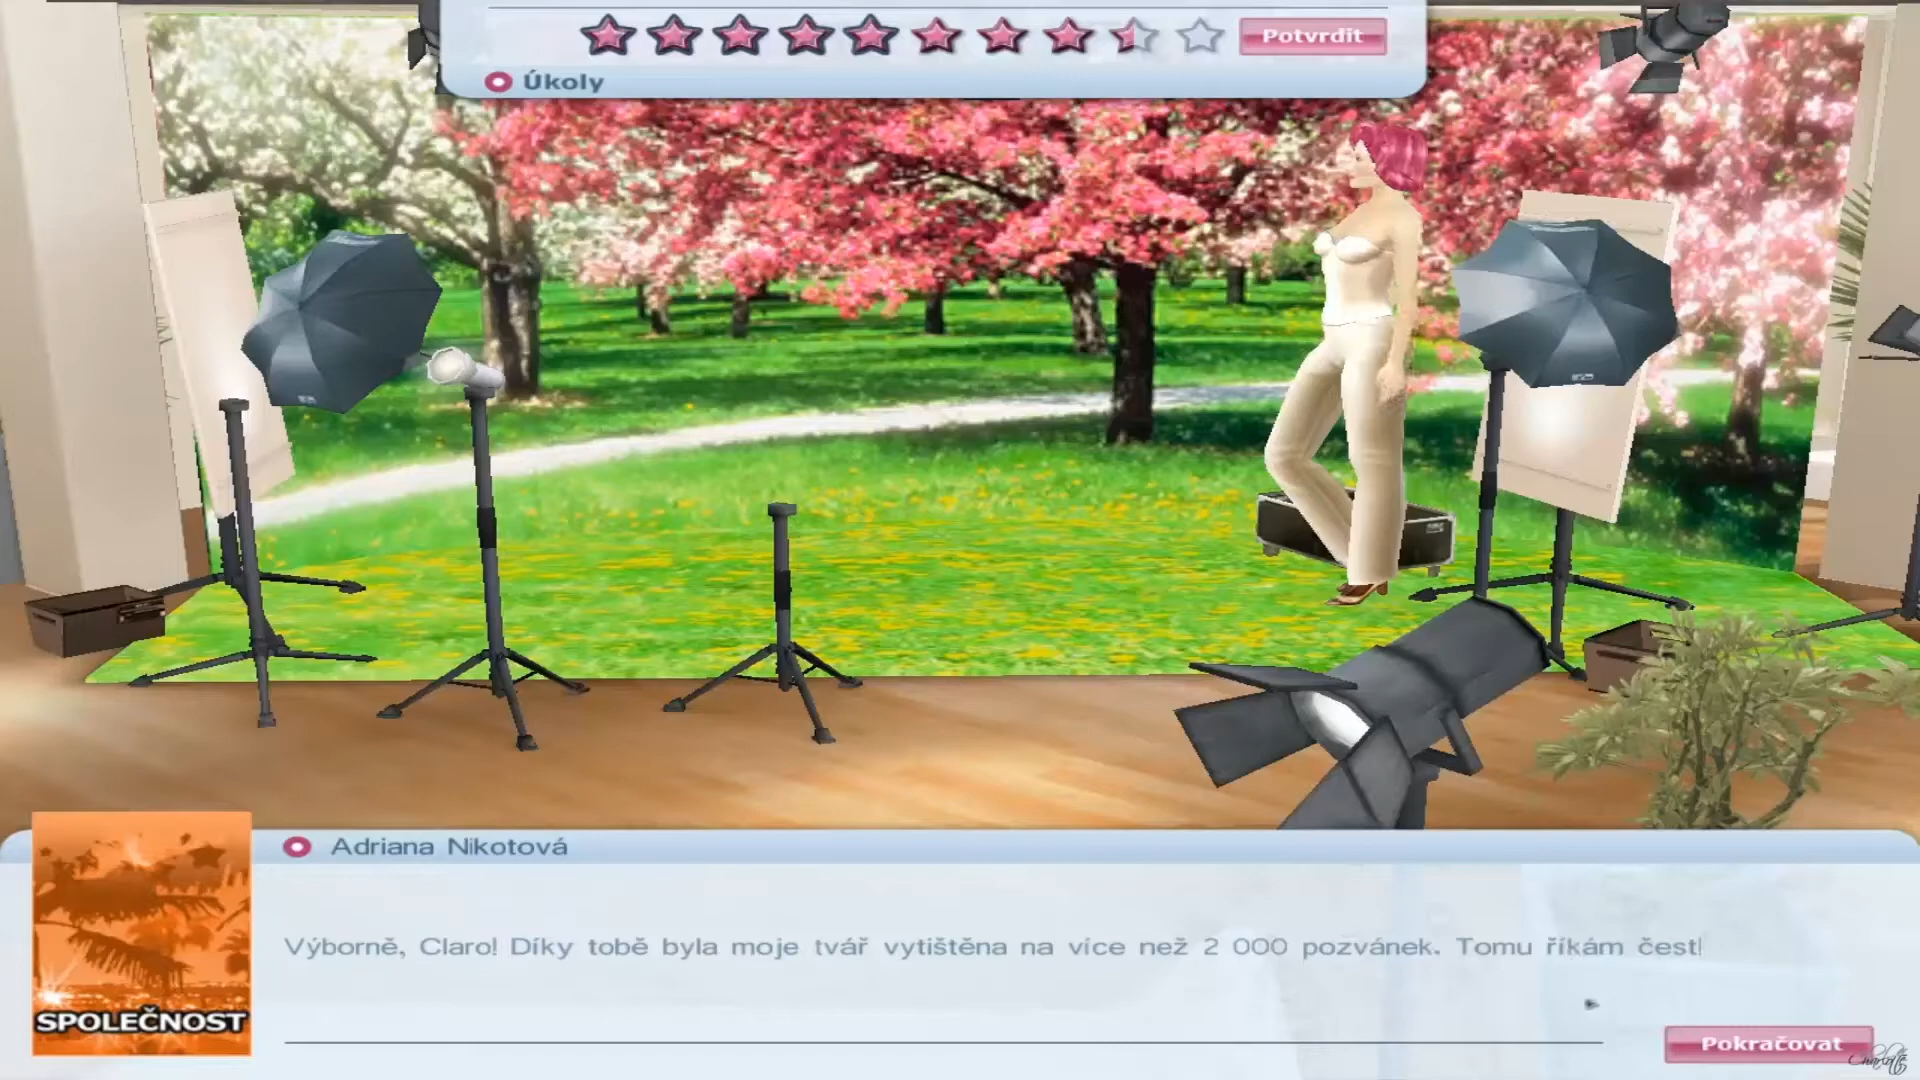 Potvrdit
Úkoly
Adriana Nikotová
Výborně, Claro! Díky tobě byla moje tvář vytištěna na více než 2 000 pozvánek. Tomu říkám čest!
SPOLEČNOST
Pokračovat
Charlotte